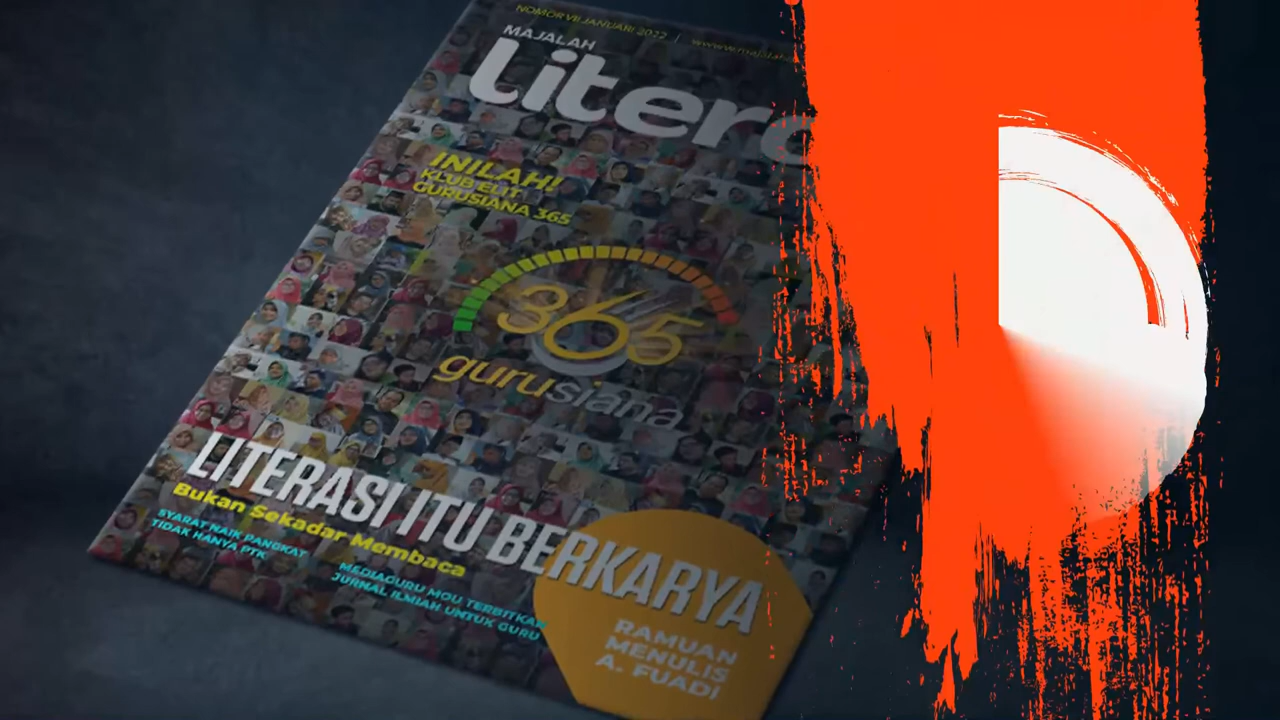 NOMOR VII JANUARI 2022 |
MAJALAH
Litera
INILAH!
KLUB ELIT
GURUSIANA 365
365
gurusiana
LITERASI ITU BERKARYA
Bukan Sekadar Membaca
SYARAT NAIK PANGKAT
TIDAK HANYA PTK
MEDIAGURU MOU TERBITKAN
JURNAL ILMIAH UNTUK GURU
RAMUAN
MENULIS
A. FUADI